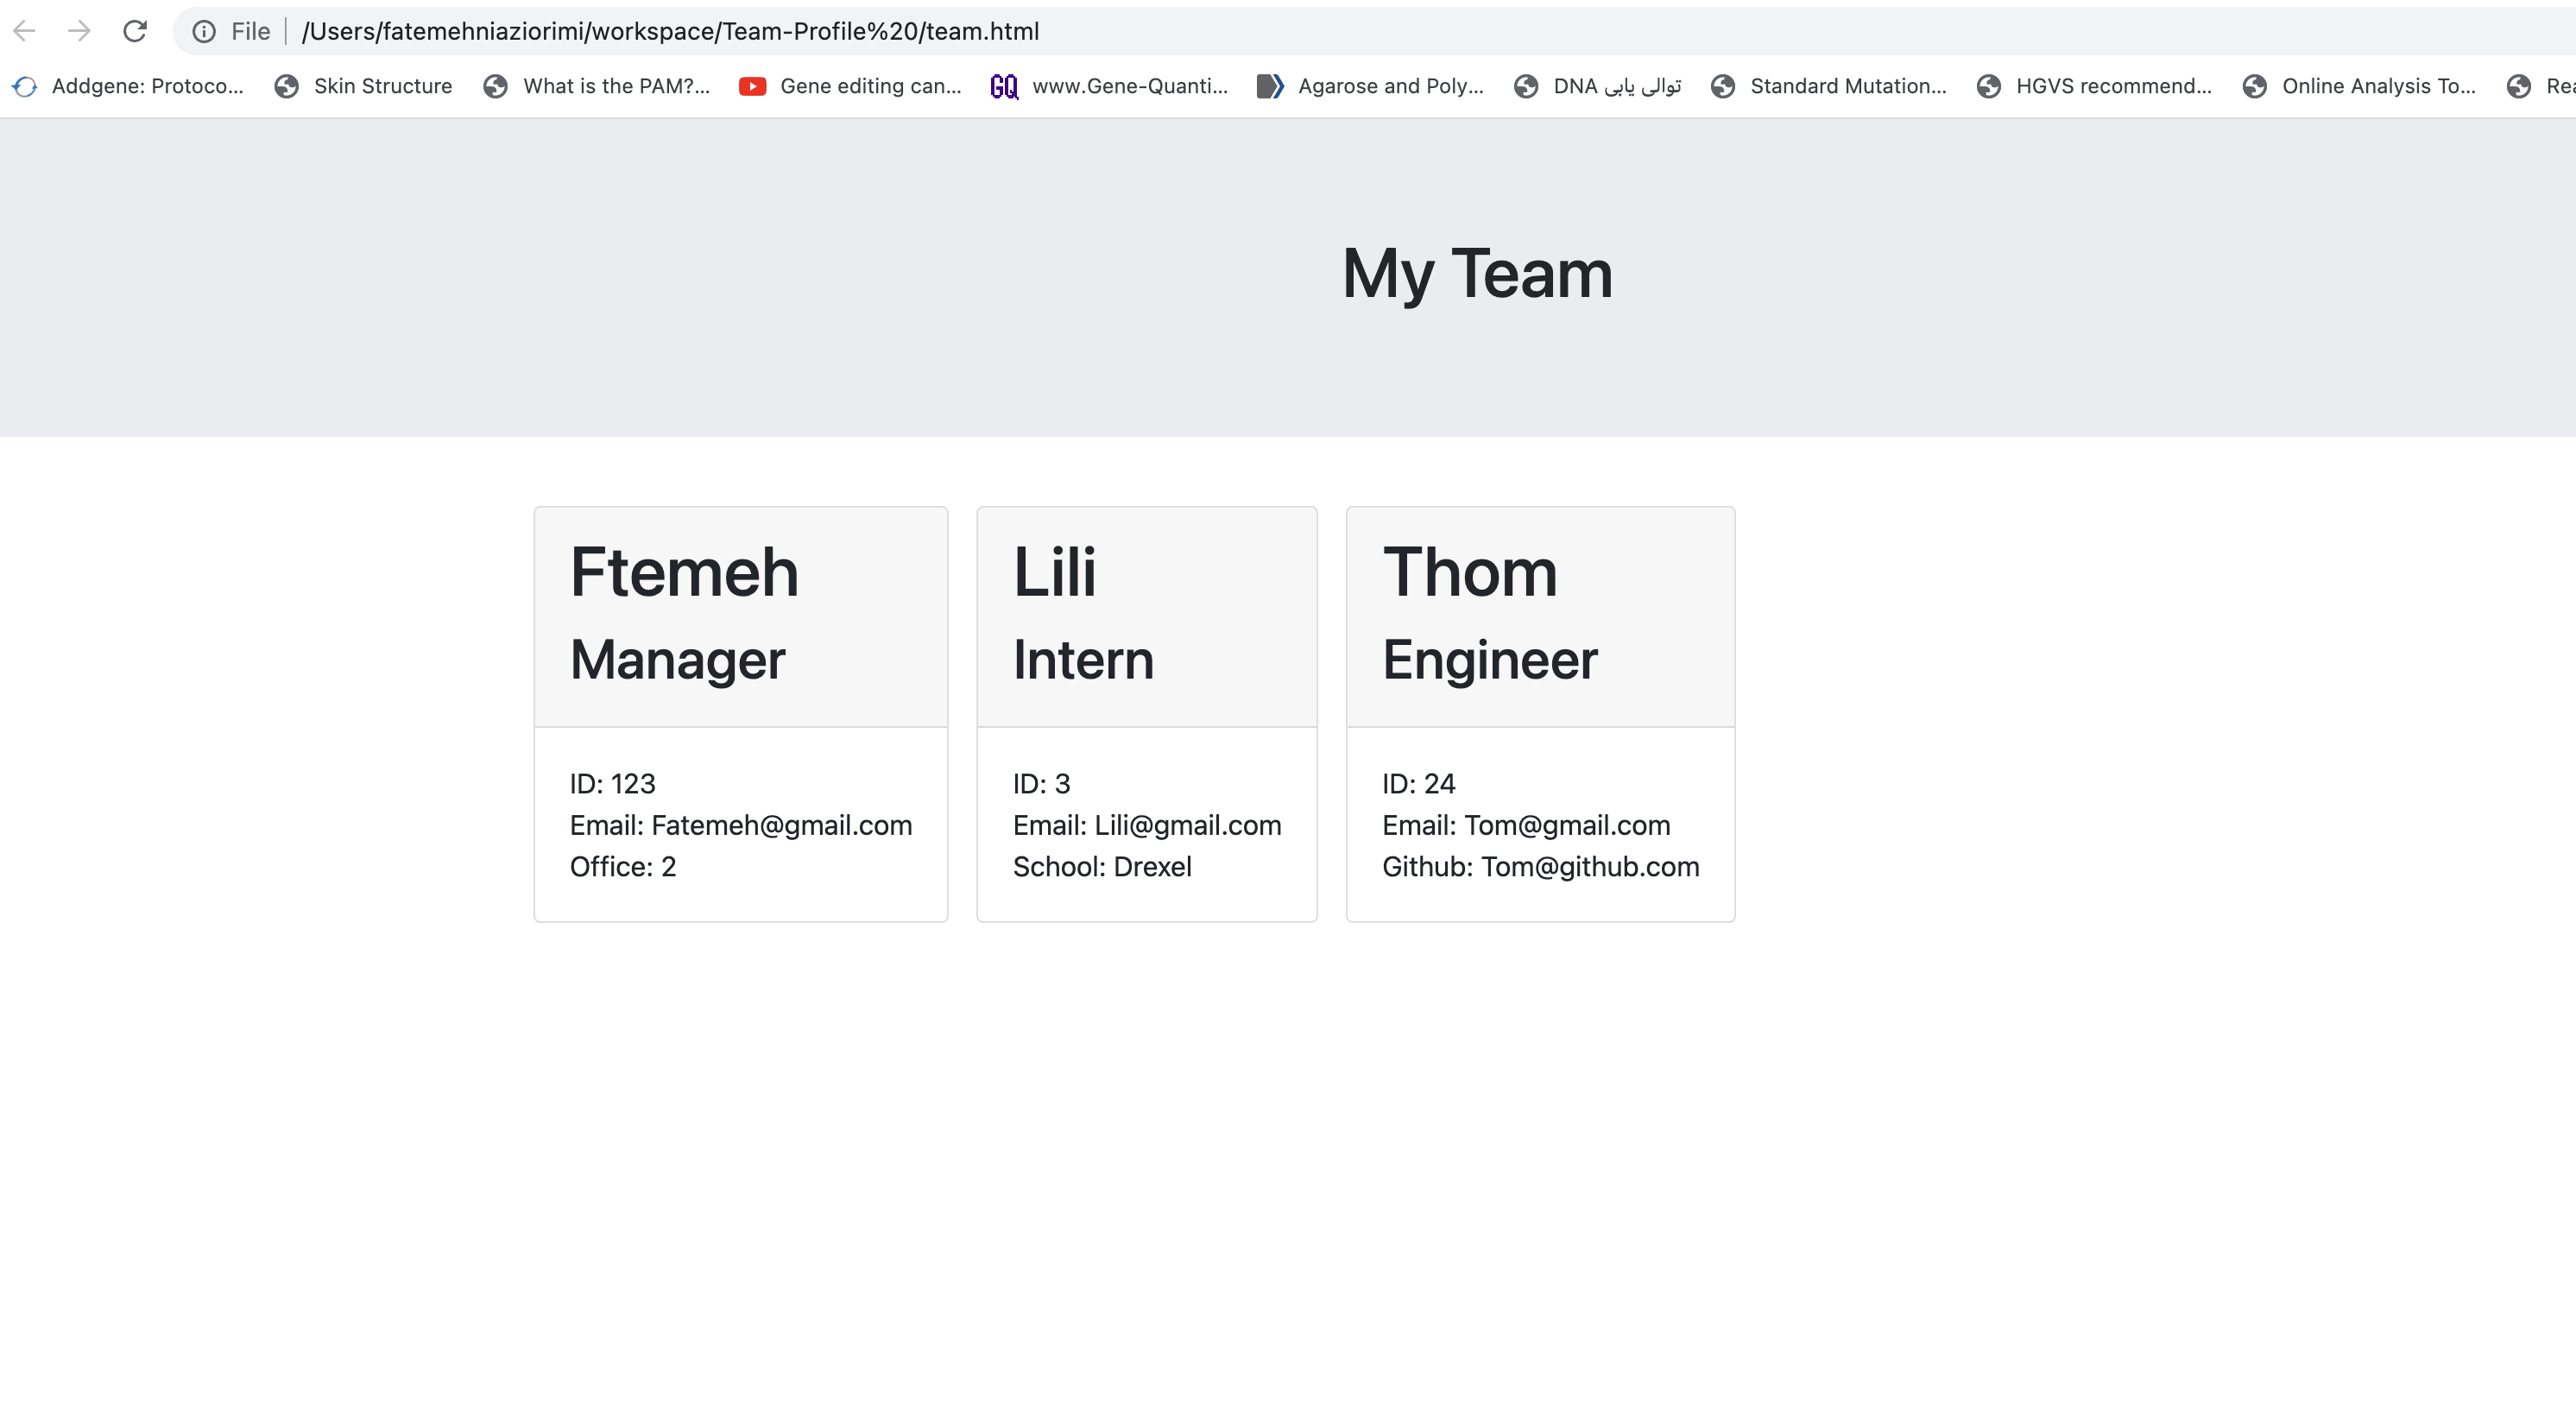 File /Users/fatemehniaziorimi/workspace/Team-Profile%20/team.html
Addgene: Protoco... Skin Structure What is the PAM?... Gene editing can... GQ www.Gene-Quanti... Agarose and Poly... توالی یابی DNA Standard Mutation... HGVS recommend... Online Analysis To... Rea
My Team
Ftemeh
Manager
ID: 123
Email: Fatemeh@gmail.com
Office: 2
Lili
Intern
ID: 3
Email: Lili@gmail.com
School: Drexel
Thom
Engineer
ID: 24
Email: Tom@gmail.com
Github: Tom@github.com